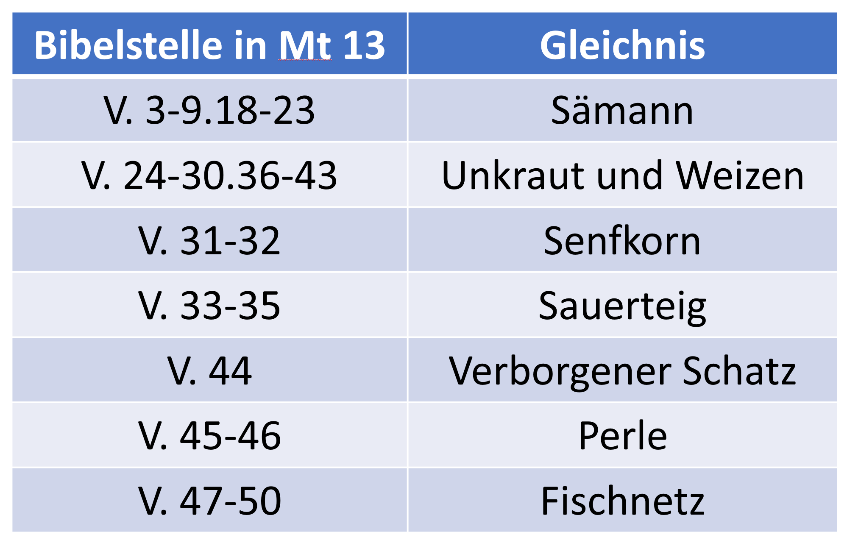 Bibelstelle in Mt 13 Gleichnis
V. 3-9.18-23 Sämann
V. 24-30.36-43 Unkraut und Weizen
V. 31-32 Senfkorn
V. 33-35 Sauerteig
V. 44 Verborgener Schatz
V. 45-46 Perle
V. 47-50 Fischnetz